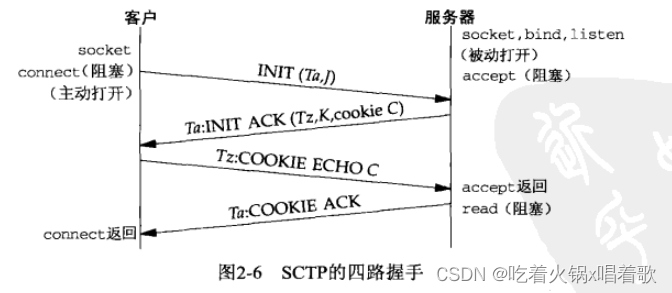 客户
服务器
socket
connect(阻塞)
(主动打开)
socket,bind,listen
(被动打开)
accept(阻塞)
INIT (Ta,J)
Ta:INIT ACK (Tz,K,cookie C)
Tz:COOKIE ECHO C
accept返回
read(阻塞)
Ta:COOKIE ACK
connect返回
图2-6 SCTP的四路握手
CSDN @吃着火锅x唱着歌